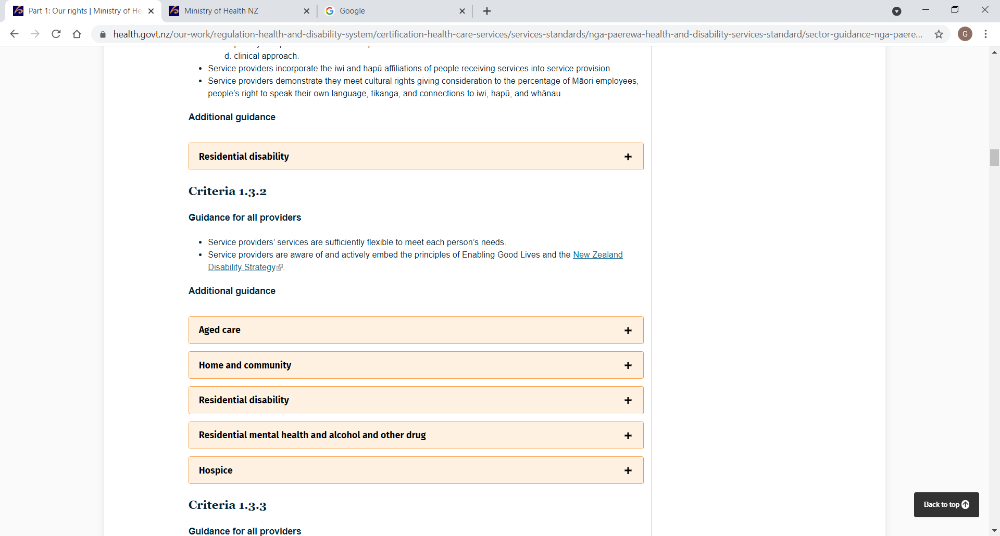 Part 1: Our rights | Ministry of He
Ministry of Health NZ
Google
health.govt.nz/our-work/regulation-health-and-disability-system/certification-health-care-services/services-standards/nga-paerewa-health-and-disability-services-standard/sector-guidance-nga-paere...
G
d. clinical approach.
• Service providers incorporate the iwi and hapū affiliations of people receiving services into service provision.
• Service providers demonstrate they meet cultural rights giving consideration to the percentage of Māori employees,
people's right to speak their own language, tikanga, and connections to iwi, hapū, and whānau.
Additional guidance
Residential disability +
Criteria 1.3.2
Guidance for all providers
• Service providers' services are sufficiently flexible to meet each person's needs.
• Service providers are aware of and actively embed the principles of Enabling Good Lives and the New Zealand
Disability Strategy.
Additional guidance
Aged care +
Home and community +
Residential disability +
Residential mental health and alcohol and other drug +
Hospice +
Criteria 1.3.3
Back to top
Guidance for all providers